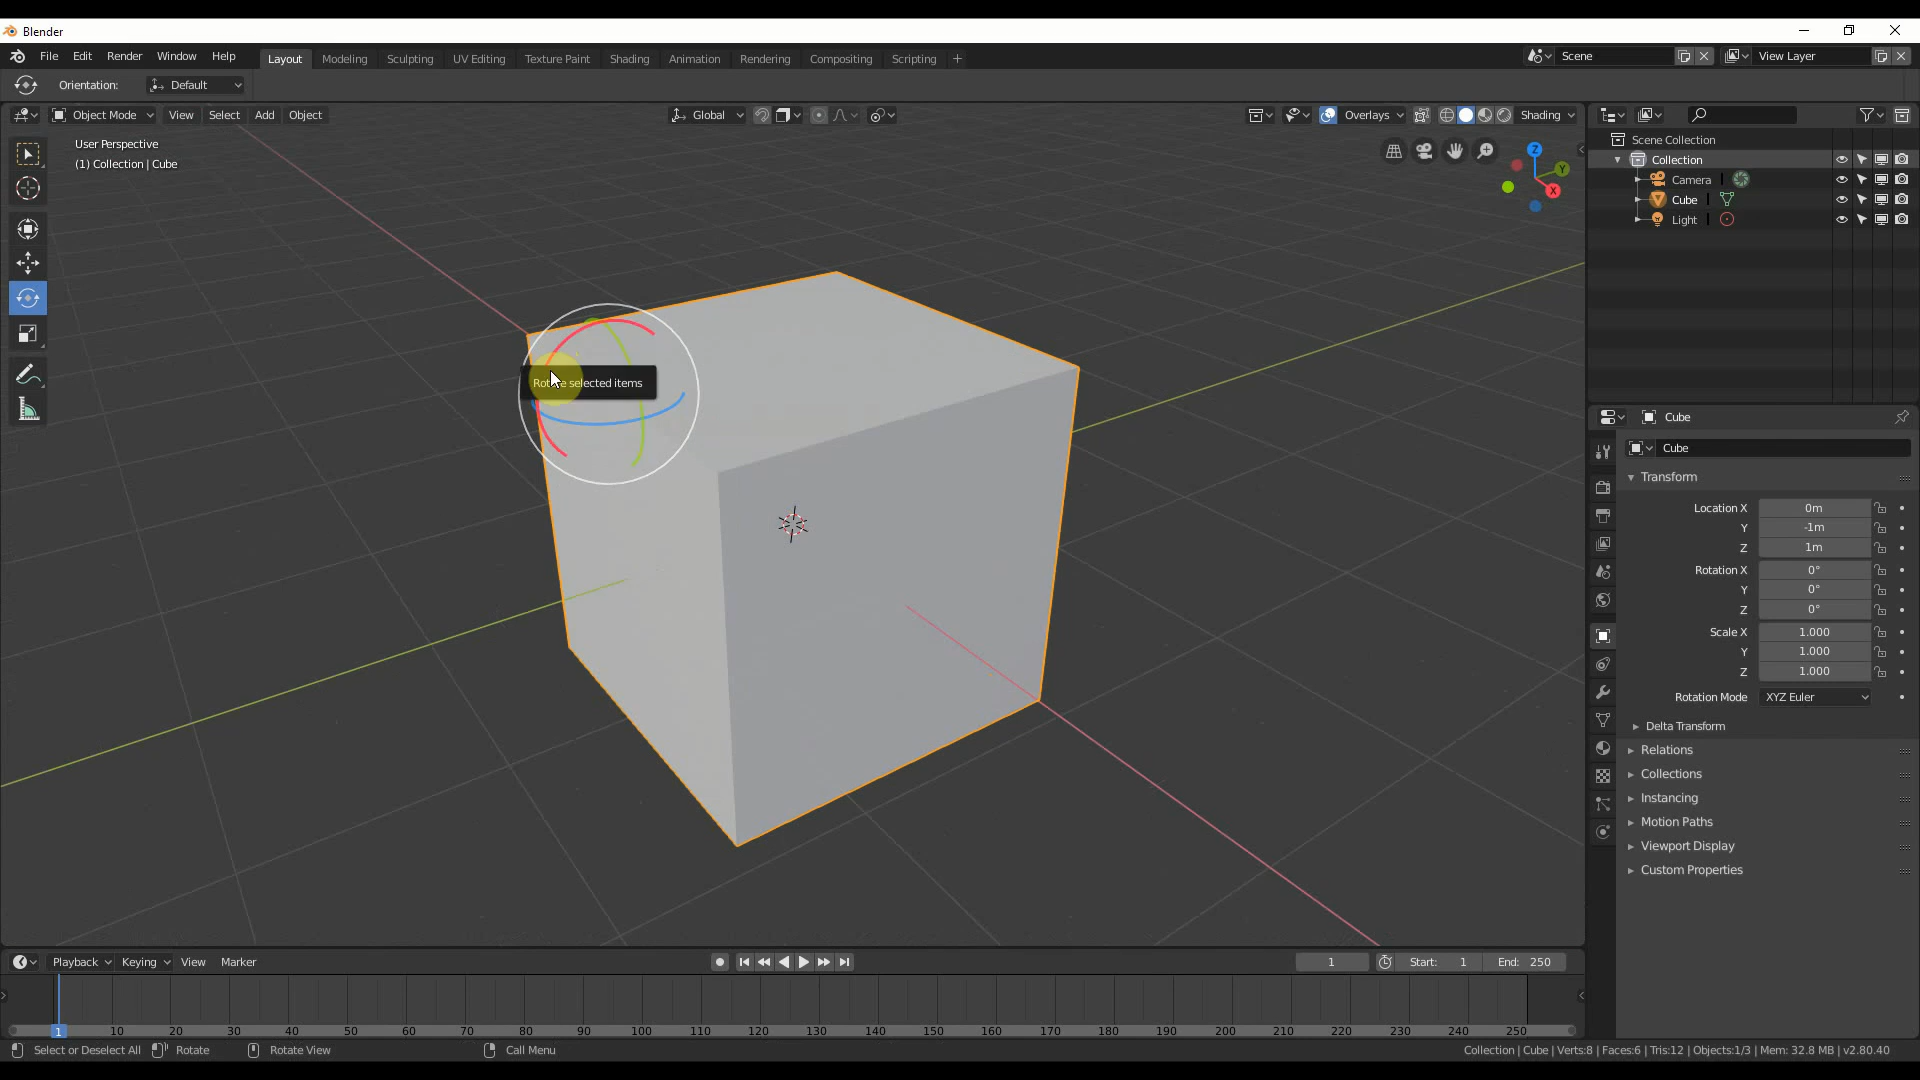 Blender
File Edit Render Window Help Layout Modeling Sculpting UV Editing Texture Paint Shading Animation Rendering Compositing Scripting + Scene View Layer
Orientation: Default
Object Mode View Select Add Object Global Overlays Shading
User Perspective
(1) Collection | Cube
Z
Y
X
Scene Collection
Collection
Camera
Cube
Light
selected items
Cube
Cube
Transform
Location X 0m
Y -1m
Z 1m
Rotation X 0°
Y 0°
Z 0°
Scale X 1.000
Y 1.000
Z 1.000
Rotation Mode XYZ Euler
Delta Transform
Relations
Collections
Instancing
Motion Paths
Viewport Display
Custom Properties
Playback Keying View Marker 1 Start: 1 End: 250
1 10 20 30 40 50 60 70 80 90 100 110 120 130 140 150 160 170 180 190 200 210 220 230 240 250
Select or Deselect All Rotate Rotate View Call Menu Collection | Cube | Verts:8 | Faces:6 | Tris:12 | Objects:1/3 | Mem: 32.8 MB | v2.80.40